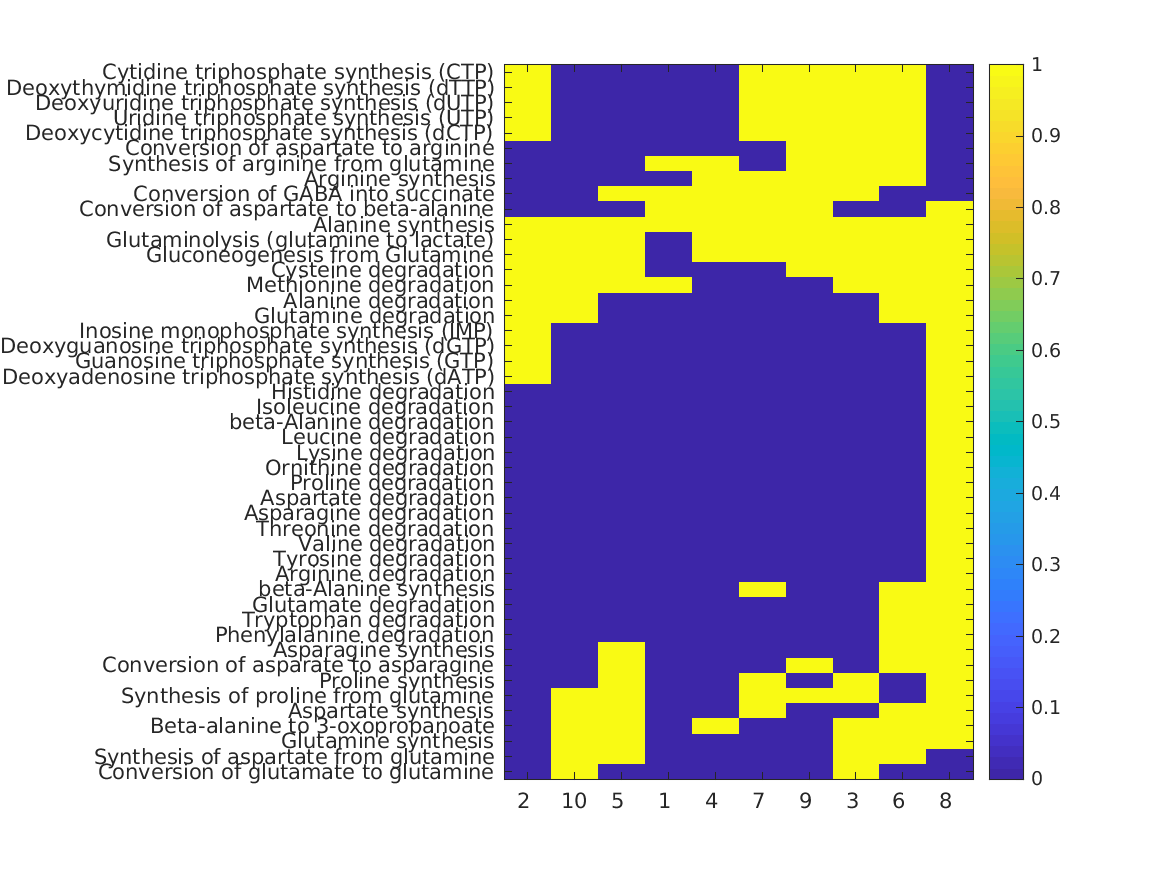 Cytidine triphosphate synthesis (CTP)
Deoxythymidine triphosphate synthesis (dTTP)
Deoxyuridine triphosphate synthesis (dUTP)
Uridine triphosphate synthesis (UTP)
Deoxycytidine triphosphate synthesis (dCTP)
Conversion of aspartate to arginine
Synthesis of arginine from glutamine
Arginine synthesis
Conversion of GABA into succinate
Conversion of aspartate to beta-alanine
Alanine synthesis
Glutaminolysis (glutamine to lactate)
Gluconeogenesis from Glutamine
Cysteine degradation
Methionine degradation
Alanine degradation
Glutamine degradation
Inosine monophosphate synthesis (IMP)
Deoxyguanosine triphosphate synthesis (dGTP)
Guanosine triphosphate synthesis (GTP)
Deoxyadenosine triphosphate synthesis (dATP)
Histidine degradation
Isoleucine degradation
beta-Alanine degradation
Leucine degradation
Lysine degradation
Ornithine degradation
Proline degradation
Aspartate degradation
Asparagine degradation
Threonine degradation
Valine degradation
Tyrosine degradation
Arginine degradation
beta-Alanine synthesis
Glutamate degradation
Tryptophan degradation
Phenylalanine degradation
Asparagine synthesis
Conversion of asparate to asparagine
Proline synthesis
Synthesis of proline from glutamine
Aspartate synthesis
Beta-alanine to 3-oxopropanoate
Glutamine synthesis
Synthesis of aspartate from glutamine
Conversion of glutamate to glutamine
2 10 5 1 4 7 9 3 6 8
1
0.9
0.8
0.7
0.6
0.5
0.4
0.3
0.2
0.1
0